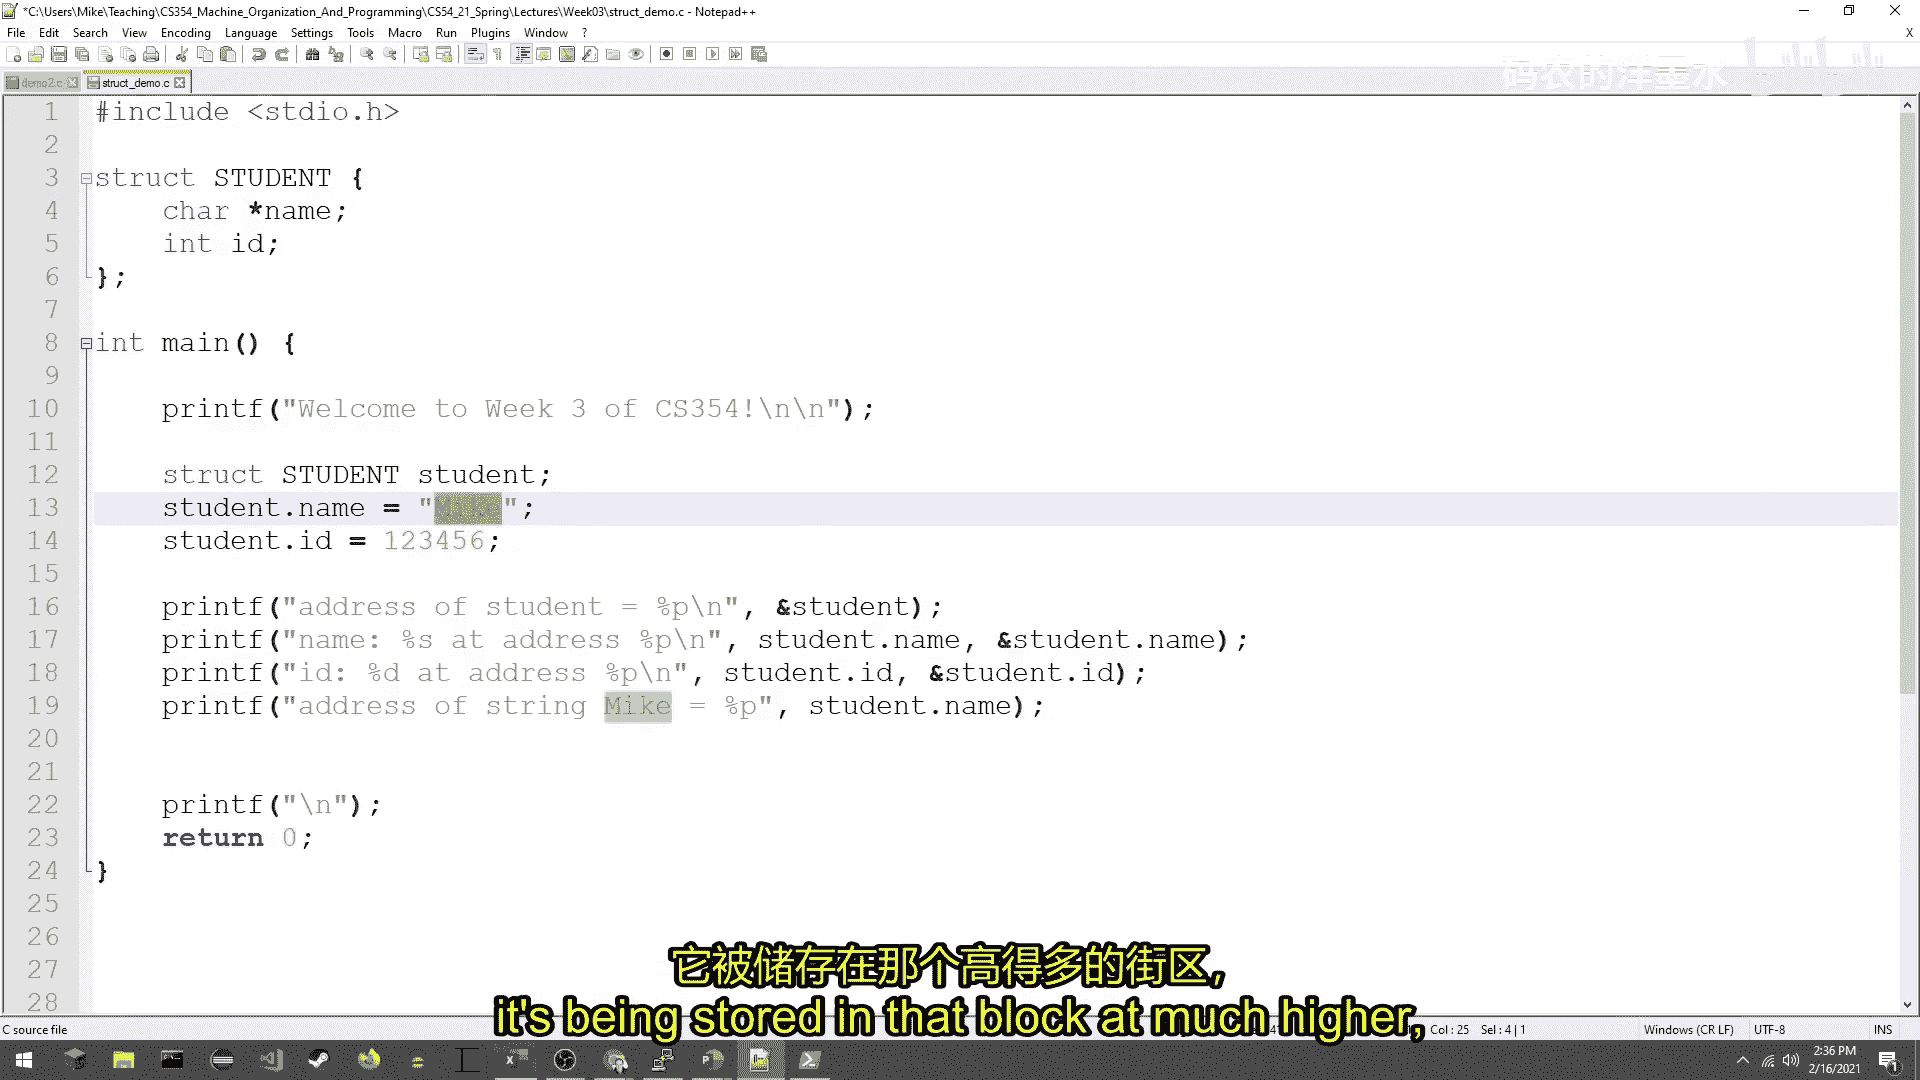 *C:\Users\Mike\Teaching\CS354_Machine_Organization_And_Programming\CS54_21_Spring\Lectures\Week03\struct_demo.c - Notepad++
File Edit Search View Encoding Language Settings Tools Macro Run Plugins Window ? X
demo2.c struct_demo.c
码农的洋墨水
1 #include <stdio.h>
2
3 struct STUDENT {
4 char *name;
5 int id;
6 };
7
8 int main() {
9
10 printf("Welcome to Week 3 of CS354!\n\n");
11
12 struct STUDENT student;
13 student.name = "";
14 student.id = 123456;
15
16 printf("address of student = %p\n", &student);
17 printf("name: %s at address %p\n", student.name, &student.name);
18 printf("id: %d at address %p\n", student.id, &student.id);
19 printf("address of string Mike = %p", student.name);
20
21
22 printf("\n");
23 return 0;
24 }
25
26
27
28
它被储存在那个高得多的街区,
it's being stored in that block at much higher,
C source file Col : 25 Sel : 4 | 1 Windows (CR LF) UTF-8 INS
2:36 PM
2/16/2021